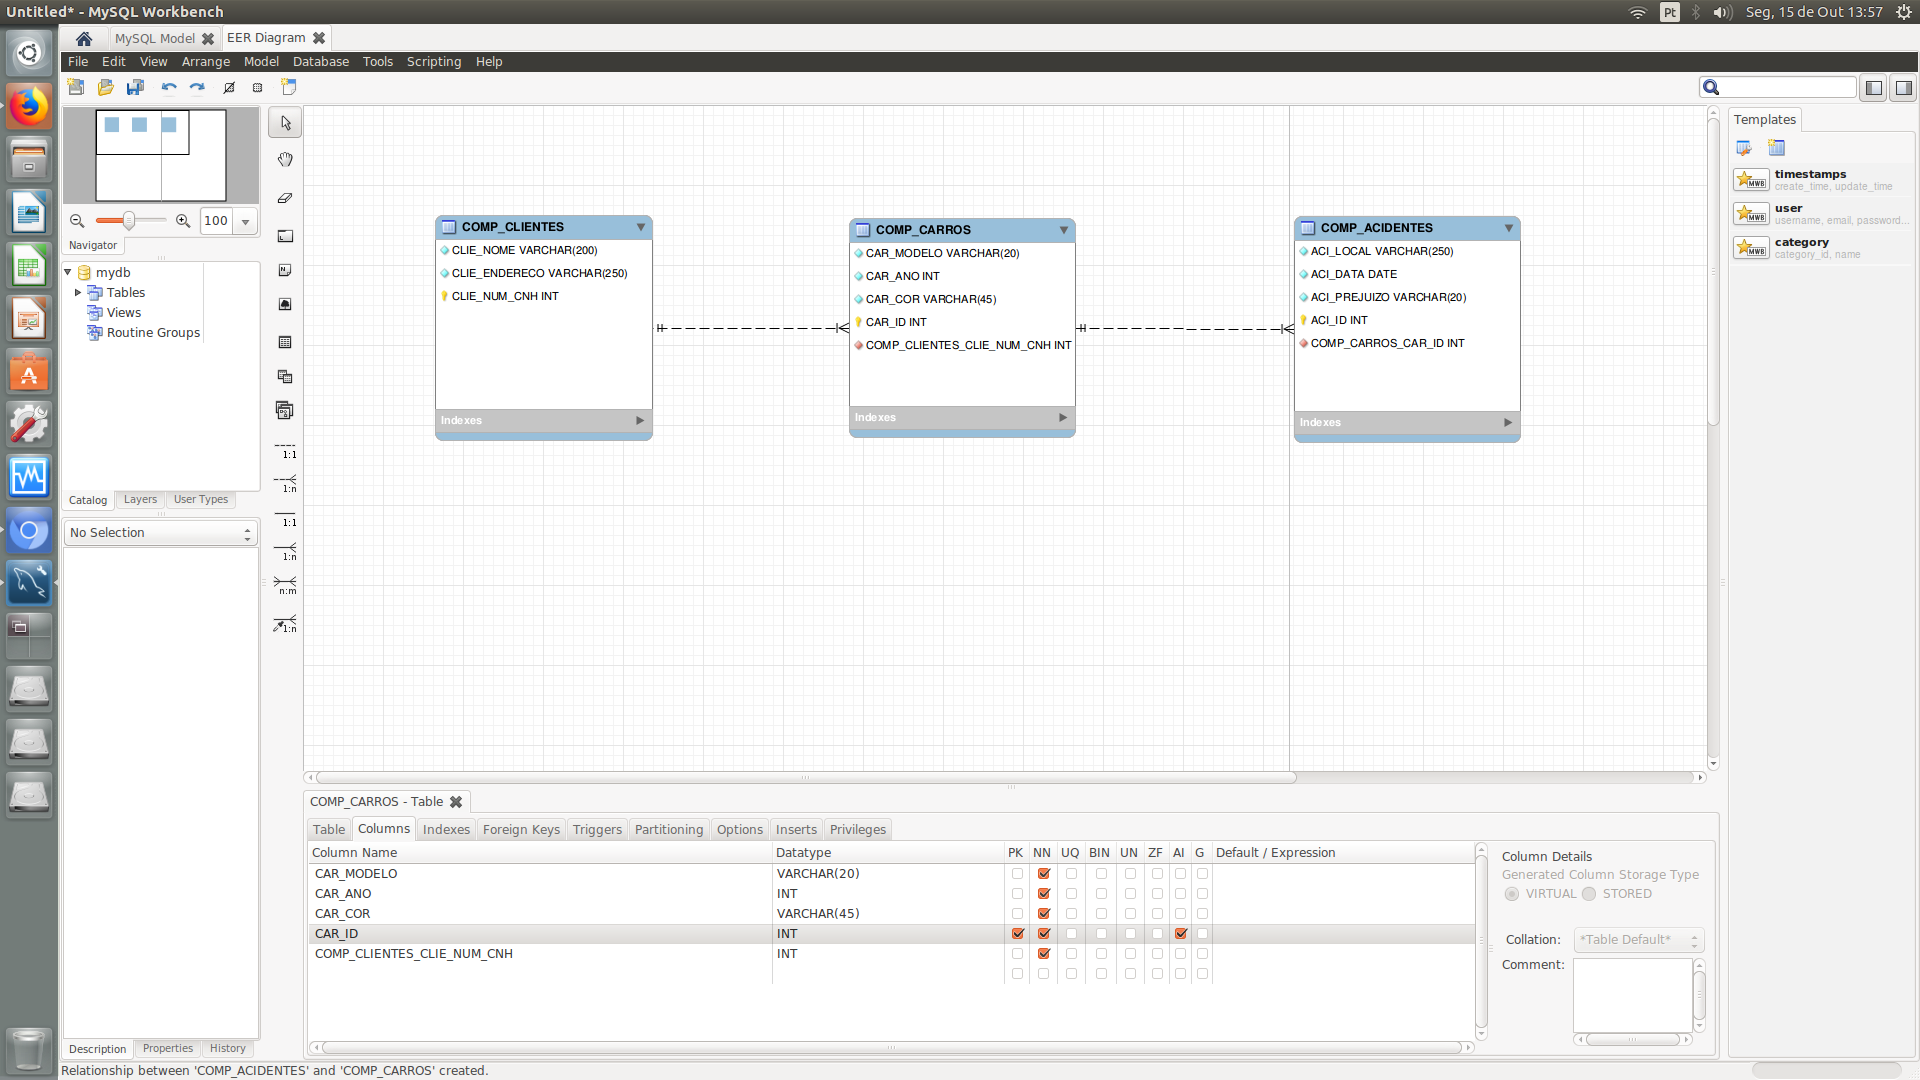 Untitled* - MySQL Workbench
Pt
Seg, 15 de Out 13:57
MySQL Model
EER Diagram
File Edit View Arrange Model Database Tools Scripting Help
100
Navigator
mydb
Tables
Views
Routine Groups
Catalog Layers User Types
No Selection
Description Properties History
1:1
1:n
1:1
1:n
n:m
1:n
COMP_CLIENTES
CLIE_NOME VARCHAR(200)
CLIE_ENDERECO VARCHAR(250)
CLIE_NUM_CNH INT
Indexes
COMP_CARROS
CAR_MODELO VARCHAR(20)
CAR_ANO INT
CAR_COR VARCHAR(45)
CAR_ID INT
COMP_CLIENTES_CLIE_NUM_CNH INT
Indexes
COMP_ACIDENTES
ACI_LOCAL VARCHAR(250)
ACI_DATA DATE
ACI_PREJUIZO VARCHAR(20)
ACI_ID INT
COMP_CARROS_CAR_ID INT
Indexes
Templates
MWB
timestamps
create_time, update_time
MWB
user
username, email, password...
MWB
category
category_id, name
COMP_CARROS - Table
Table Columns Indexes Foreign Keys Triggers Partitioning Options Inserts Privileges
Column Name Datatype PK NN UQ BIN UN ZF AI G Default / Expression
CAR_MODELO VARCHAR(20)
CAR_ANO INT
CAR_COR VARCHAR(45)
CAR_ID INT
COMP_CLIENTES_CLIE_NUM_CNH INT
Column Details
Generated Column Storage Type
VIRTUAL STORED
Collation: *Table Default*
Comment:
Relationship between 'COMP_ACIDENTES' and 'COMP_CARROS' created.